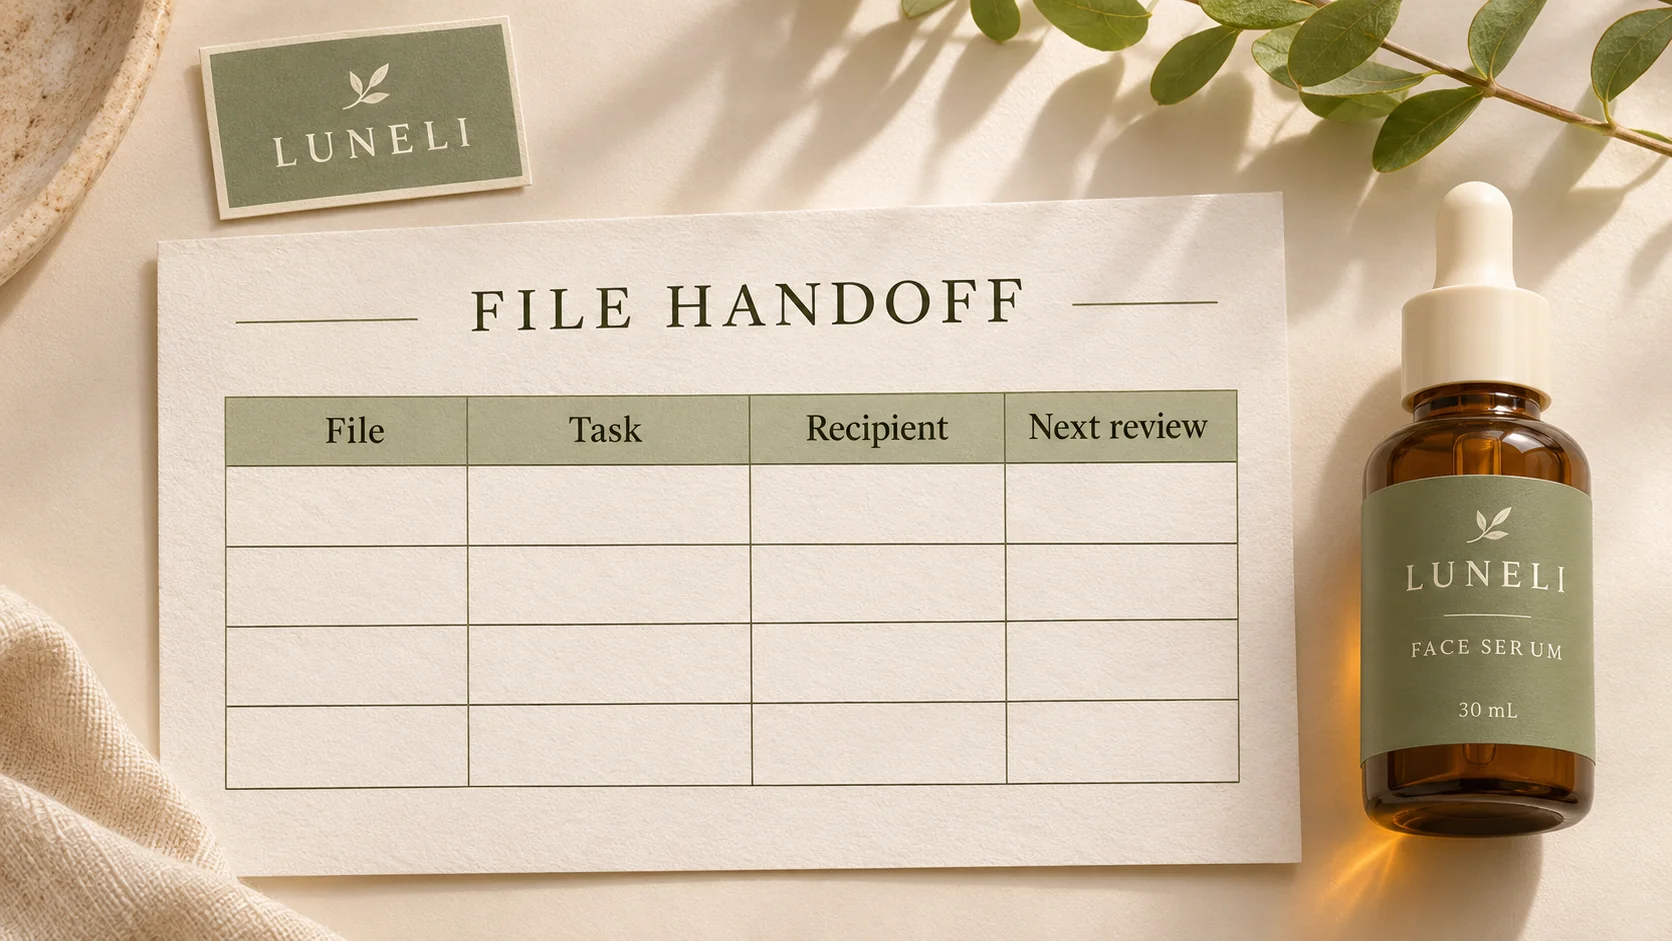 LUNELI
FILE HANDOFF
File Task Recipient Next review
LUNELI
FACE SERUM
30 mL